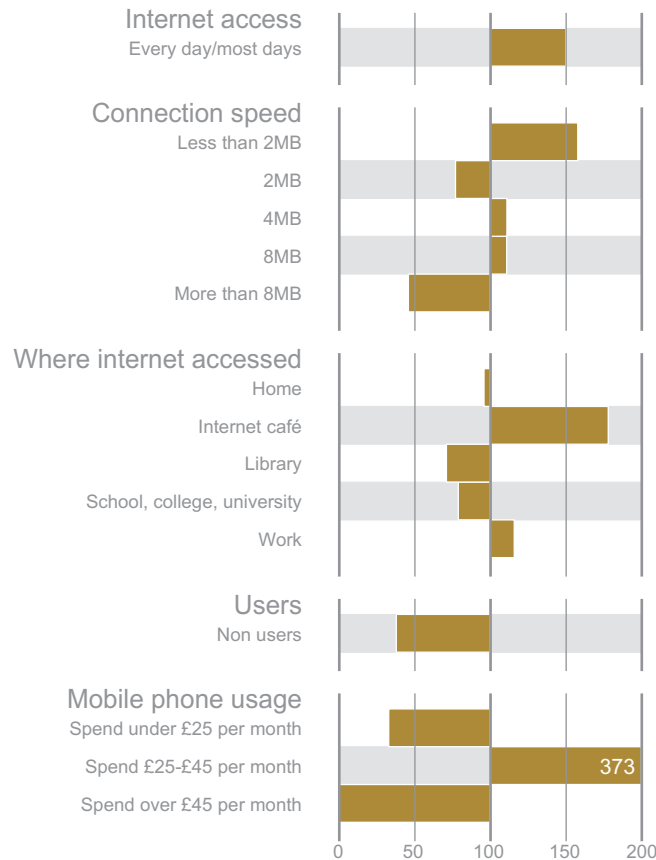 Internet access
Every day/most days
Connection speed
Less than 2MB
2MB
4MB
8MB
More than 8MB
Where internet accessed
Home
Internet café
Library
School, college, university
Work
Users
Non users
Mobile phone usage
Spend under £25 per month
Spend £25-£45 per month 373
Spend over £45 per month
0 50 100 150 200